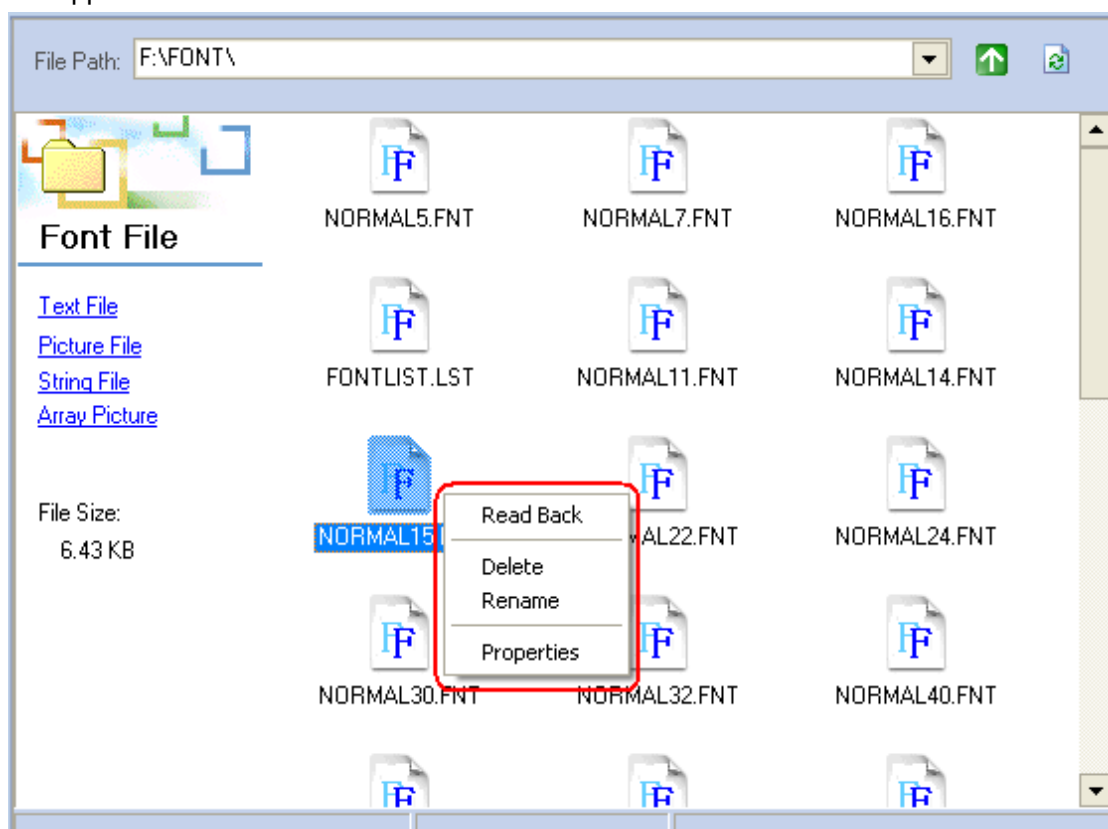 File Path: F:\FONT\
Font File
Text File
Picture File
String File
Array Picture
File Size:
6.43 KB
NORMAL5.FNT NORMAL7.FNT NORMAL16.FNT
FONTLIST.LST NORMAL11.FNT NORMAL14.FNT
NORMAL15 AL22.FNT NORMAL24.FNT
NORMAL30.FNT NORMAL32.FNT NORMAL40.FNT
Read Back
Delete
Rename
Properties